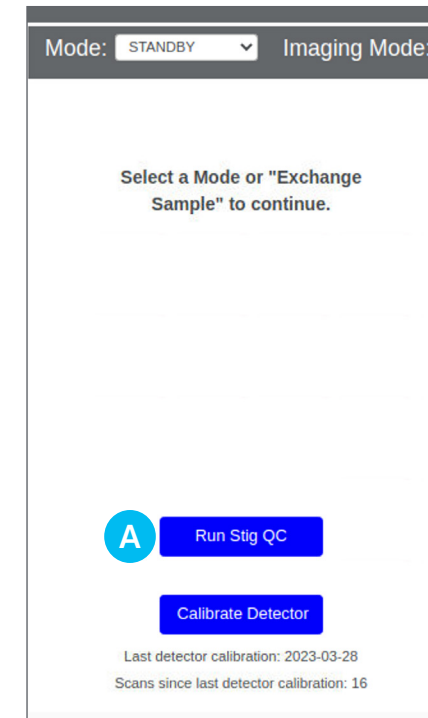 Mode: STANDBY Imaging Mode:
Select a Mode or "Exchange
Sample" to continue.
A Run Stig QC
Calibrate Detector
Last detector calibration: 2023-03-28
Scans since last detector calibration: 16